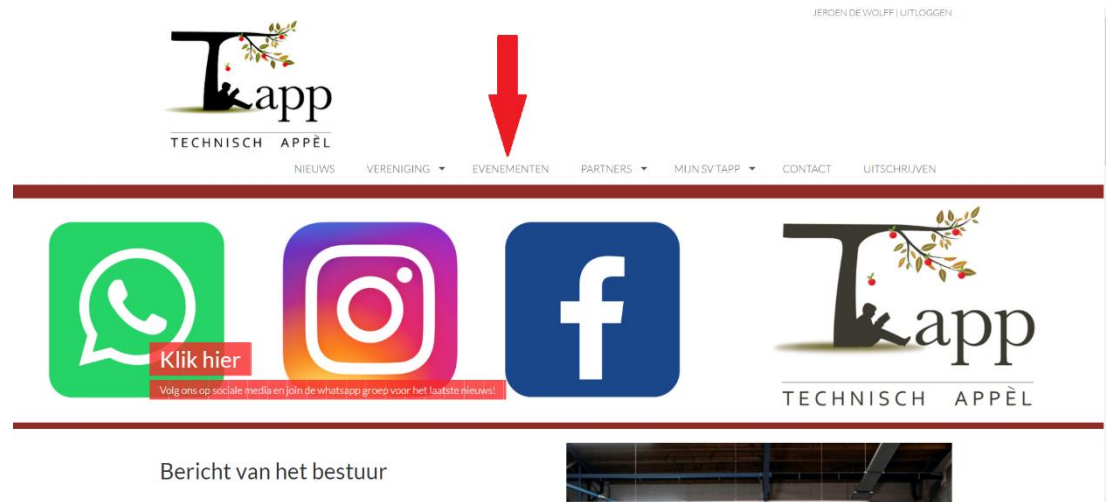 JEROEN DE WOLFF | UITLOGGEN
Tapp
TECHNISCH APPÈL
NIEUWS VERENIGING EVENEMENTEN PARTNERS MIJN SV TAPP CONTACT UITSCHRIJVEN
Klik hier
Volg ons op sociale media en join de whatsapp groep voor het laatste nieuws!
Tapp
TECHNISCH APPÈL
Bericht van het bestuur